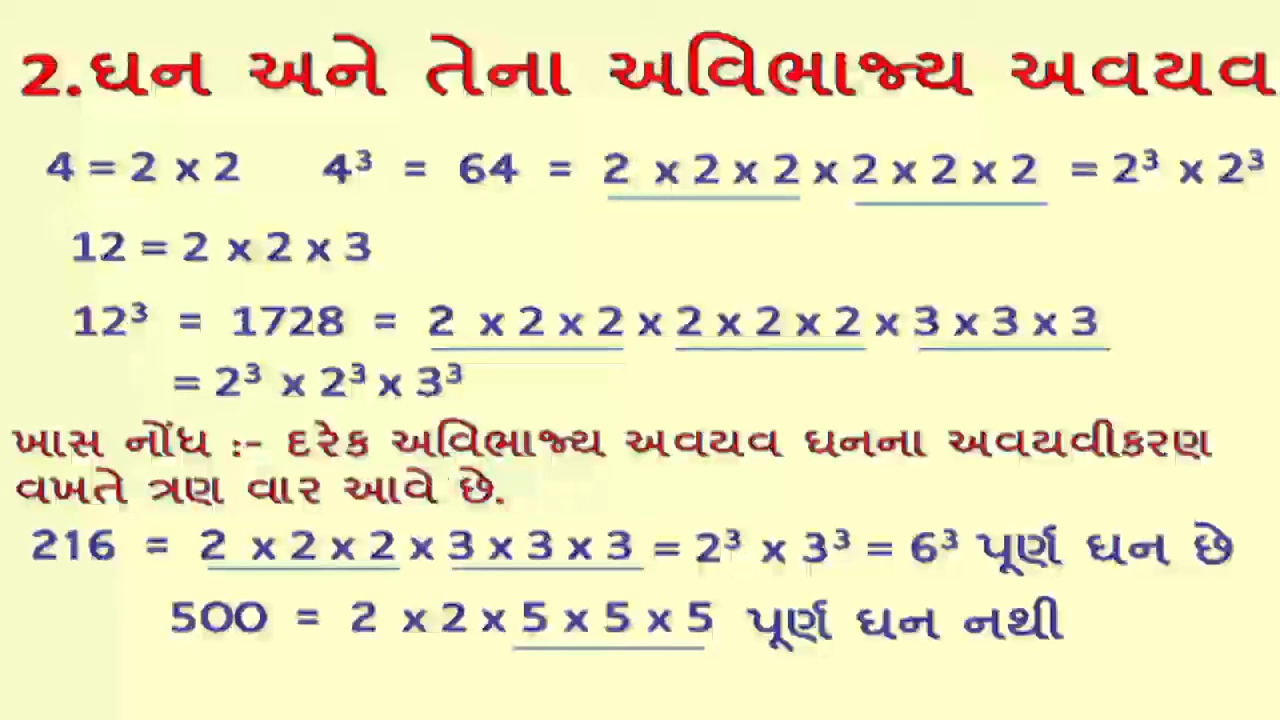 2.ઘન અને તેના અવિભાજ્ય અવયવ
4 = 2 x 2 4³ = 64 = 2 x 2 x 2 x 2 x 2 x 2 = 2³ x 2³
12 = 2 x 2 x 3
12³ = 1728 = 2 x 2 x 2 x 2 x 2 x 2 x 3 x 3 x 3
= 2³ x 2³ x 3³
ખાસ નોંધ :- દરેક અવિભાજ્ય અવયવ ઘનના અવયવીકરણ
વખતે ત્રણ વાર આવે છે.
216 = 2 x 2 x 2 x 3 x 3 x 3 = 2³ x 3³ = 6³ પૂર્ણ ઘન છે
500 = 2 x 2 x 5 x 5 x 5 પૂર્ણ ઘન નથી